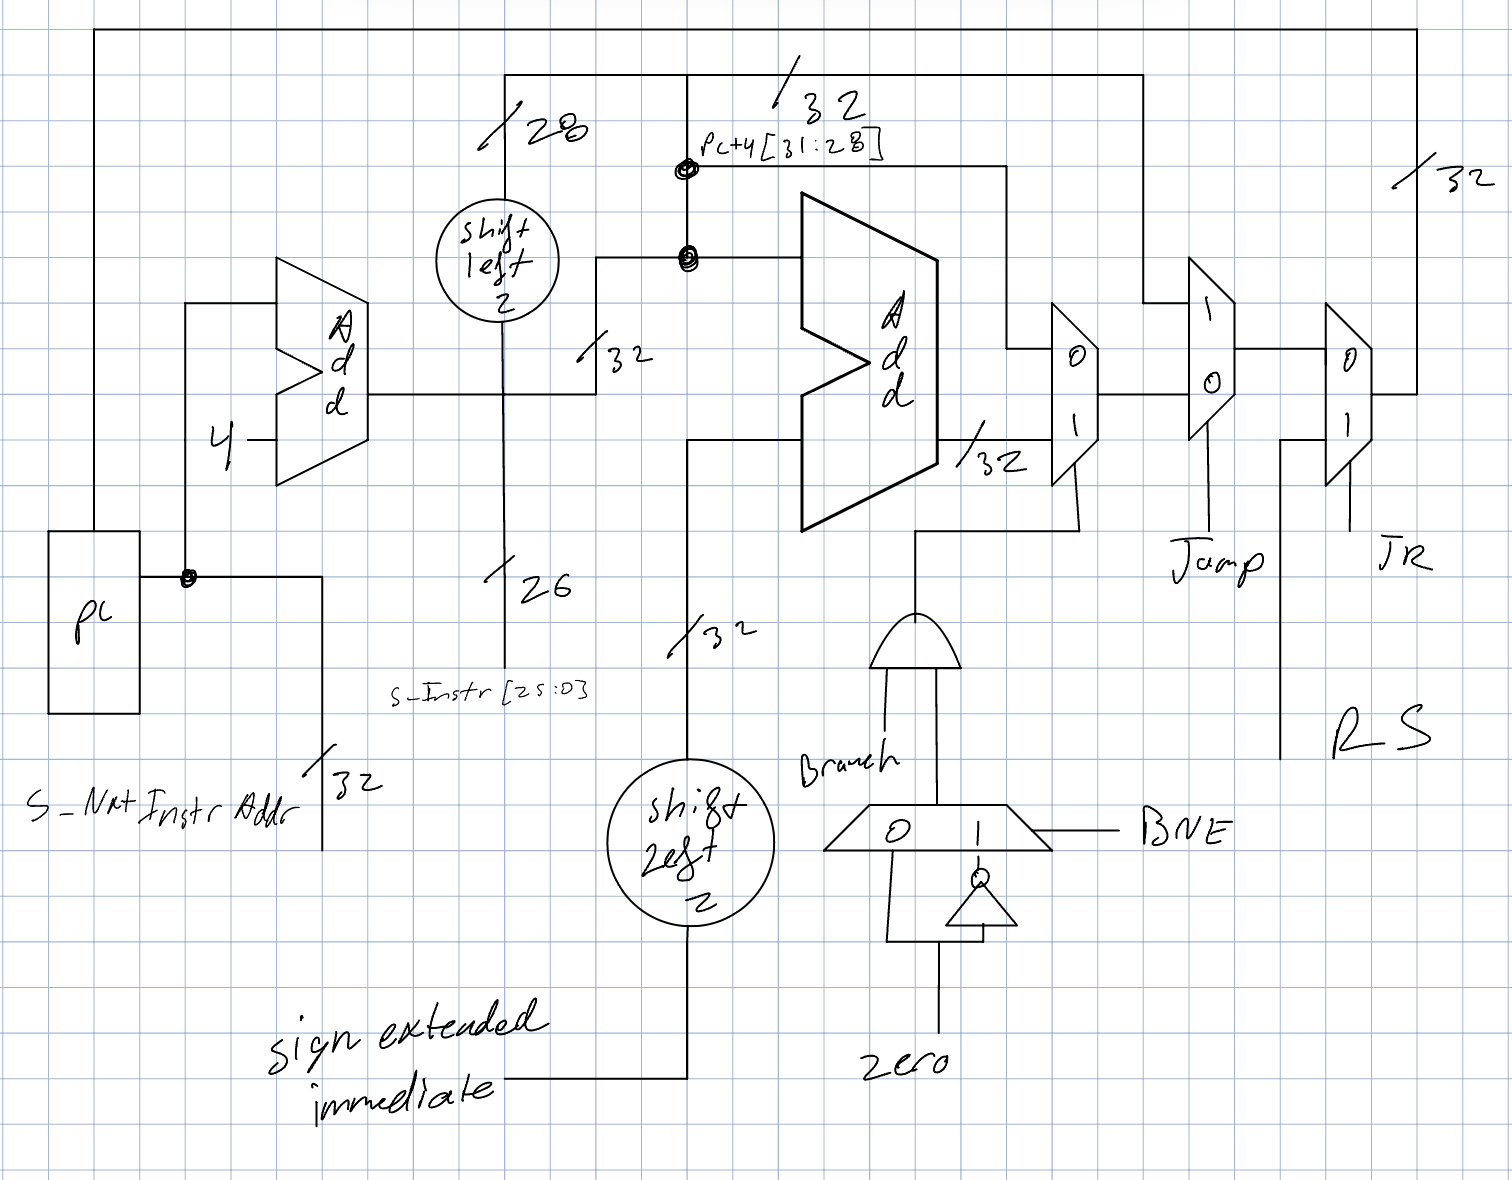 32
28
PC+4[31:28]
32
shift
left
2
Add
32
4
Add
0
1
32
1
0
0
1
Jump
JR
PC
26
32
S_Instr[25:0]
RS
Branch
S_NxtInstrAddr
32
shift
left
2
0 1
BNE
sign extended
immediate
zero